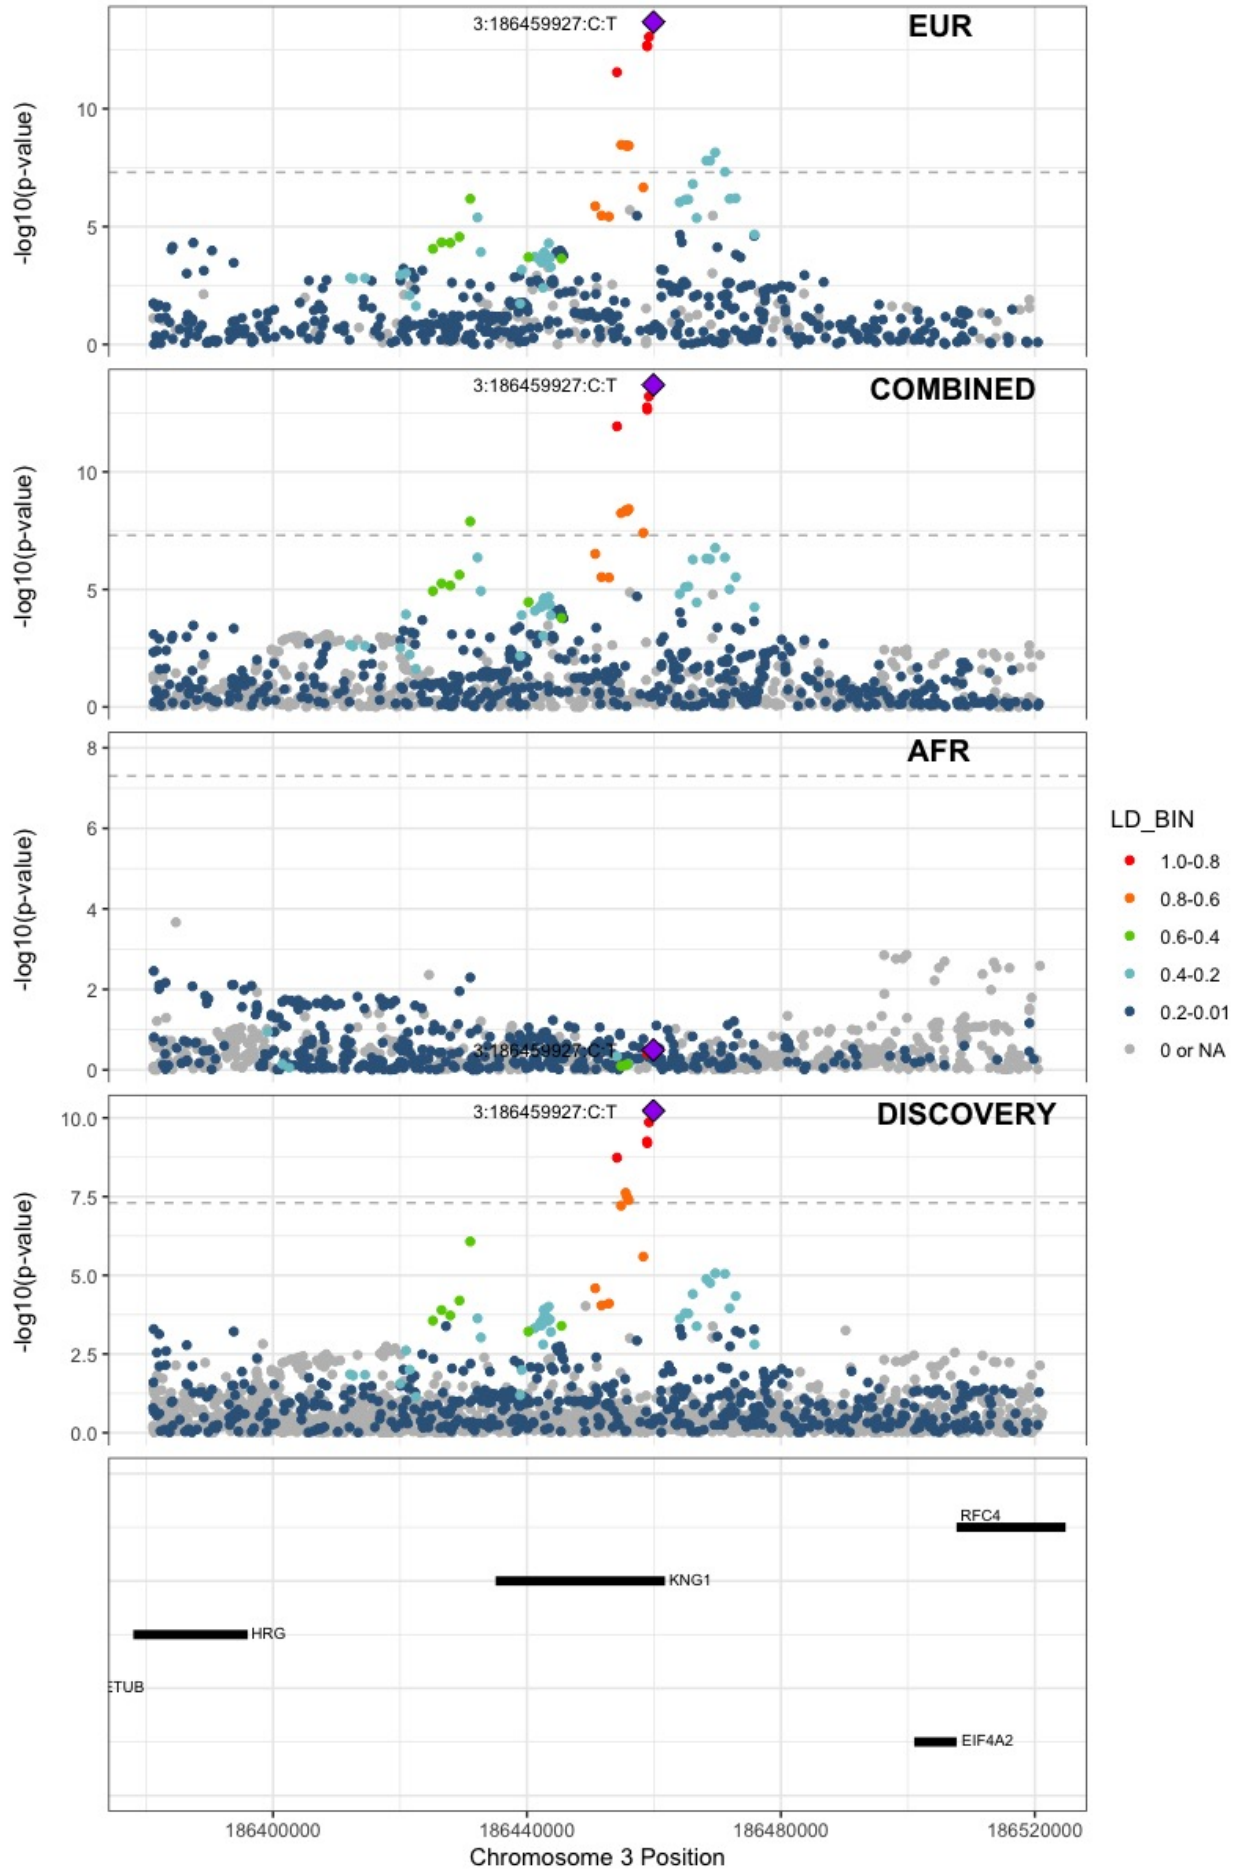 3:186459927:C:T
EUR
-log10(p-value)
10
5
0
3:186459927:C:T
COMBINED
-log10(p-value)
10
5
0
AFR
-log10(p-value)
8
6
4
2
0
3:186459927:C:T
LD_BIN
1.0-0.8
0.8-0.6
0.6-0.4
0.4-0.2
0.2-0.01
0 or NA
3:186459927:C:T
DISCOVERY
-log10(p-value)
10.0
7.5
5.0
2.5
0.0
RFC4
KNG1
HRG
ETUB
EIF4A2
186400000 186440000 186480000 186520000
Chromosome 3 Position